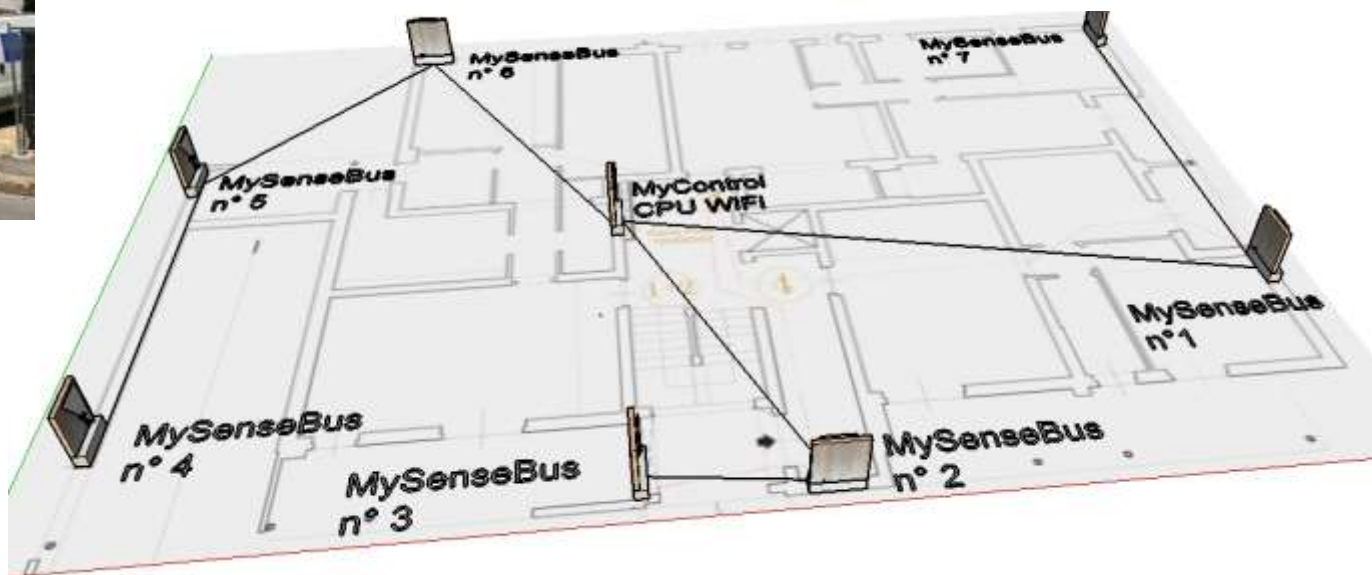 MySenseBus
n° 6
MySenseBus
n° 7
MySenseBus
n° 5
MyControl
CPU WIFI
MySenseBus
n° 1
MySenseBus
n° 4
MySenseBus
n° 3
MySenseBus
n° 2